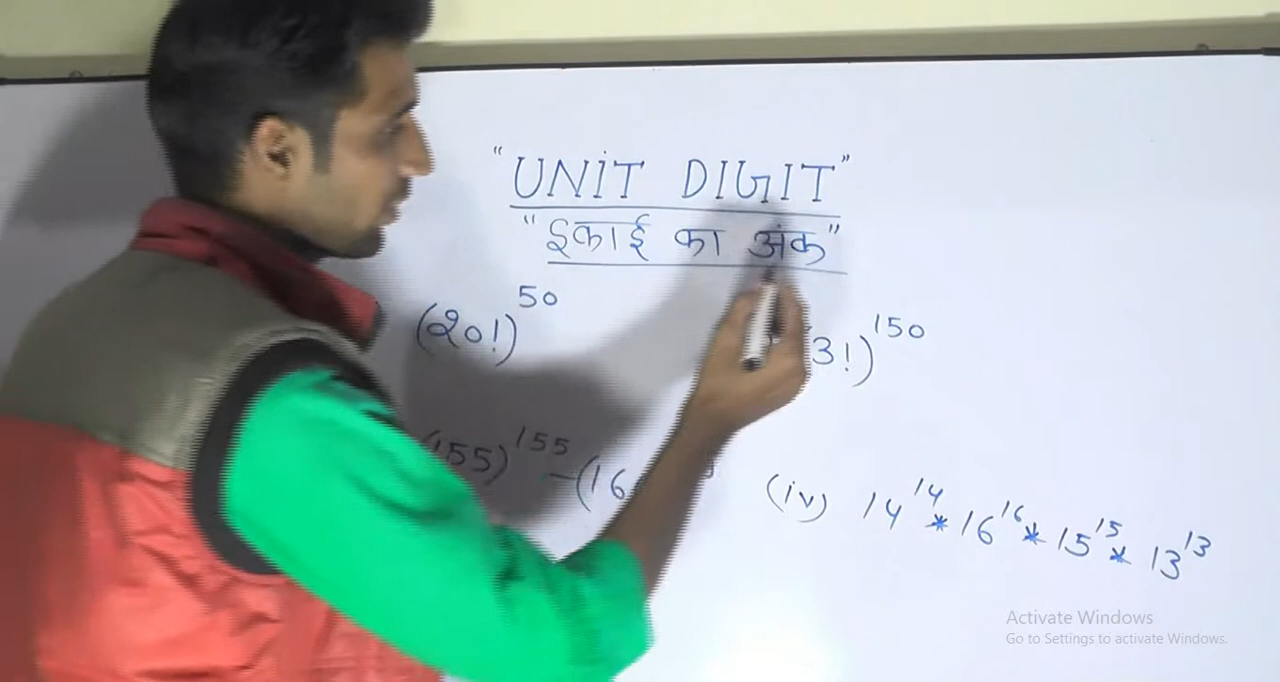 "UNIT DIGIT"
"इकाई का अंक"
(20!)^50
3!)^150
(155)^155 - (16
(iv) 14^14 * 16^16 * 15^15 * 13^13
Activate Windows
Go to Settings to activate Windows.